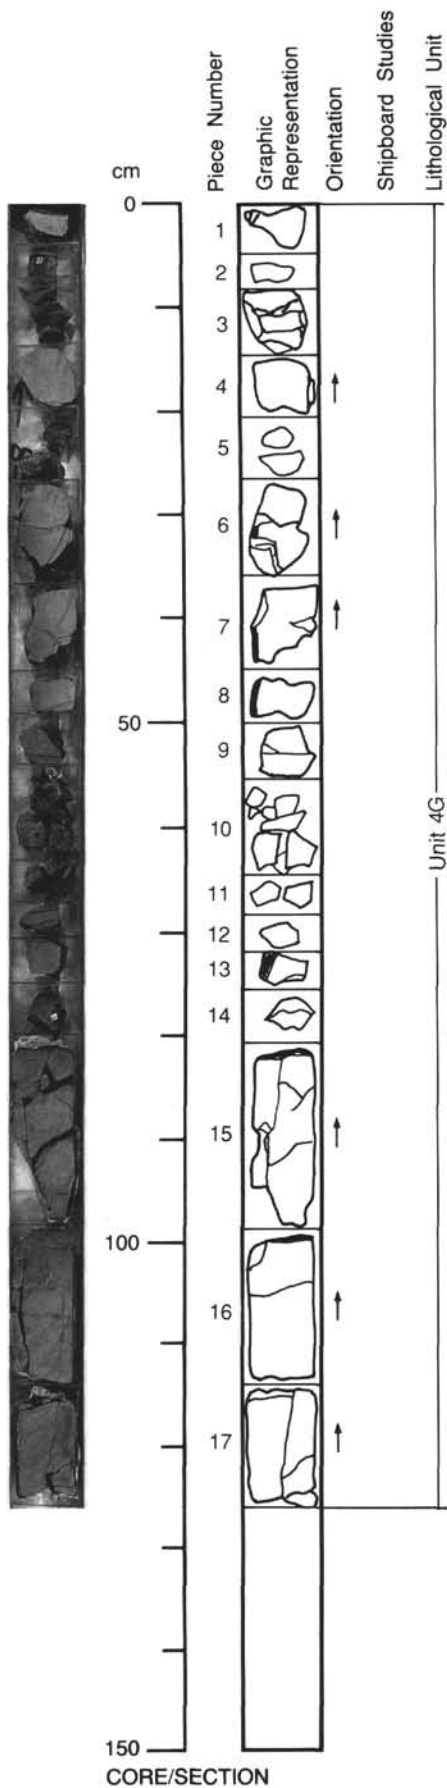 cm
Piece Number
Graphic
Representation
Orientation
Shipboard Studies
Lithological Unit
0
1
2
3
4
5
6
7
8
50
9
10
Unit 4G
11
12
13
14
15
100
16
17
150
CORE/SECTION